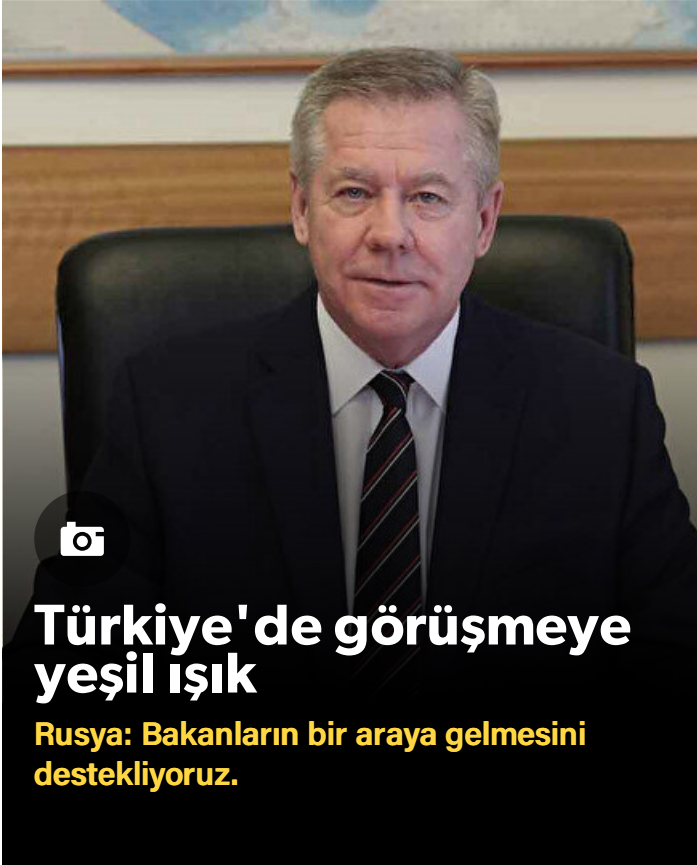 Türkiye'de görüşmeye
yeşil ışık
Rusya: Bakanların bir araya gelmesini
destekliyoruz.